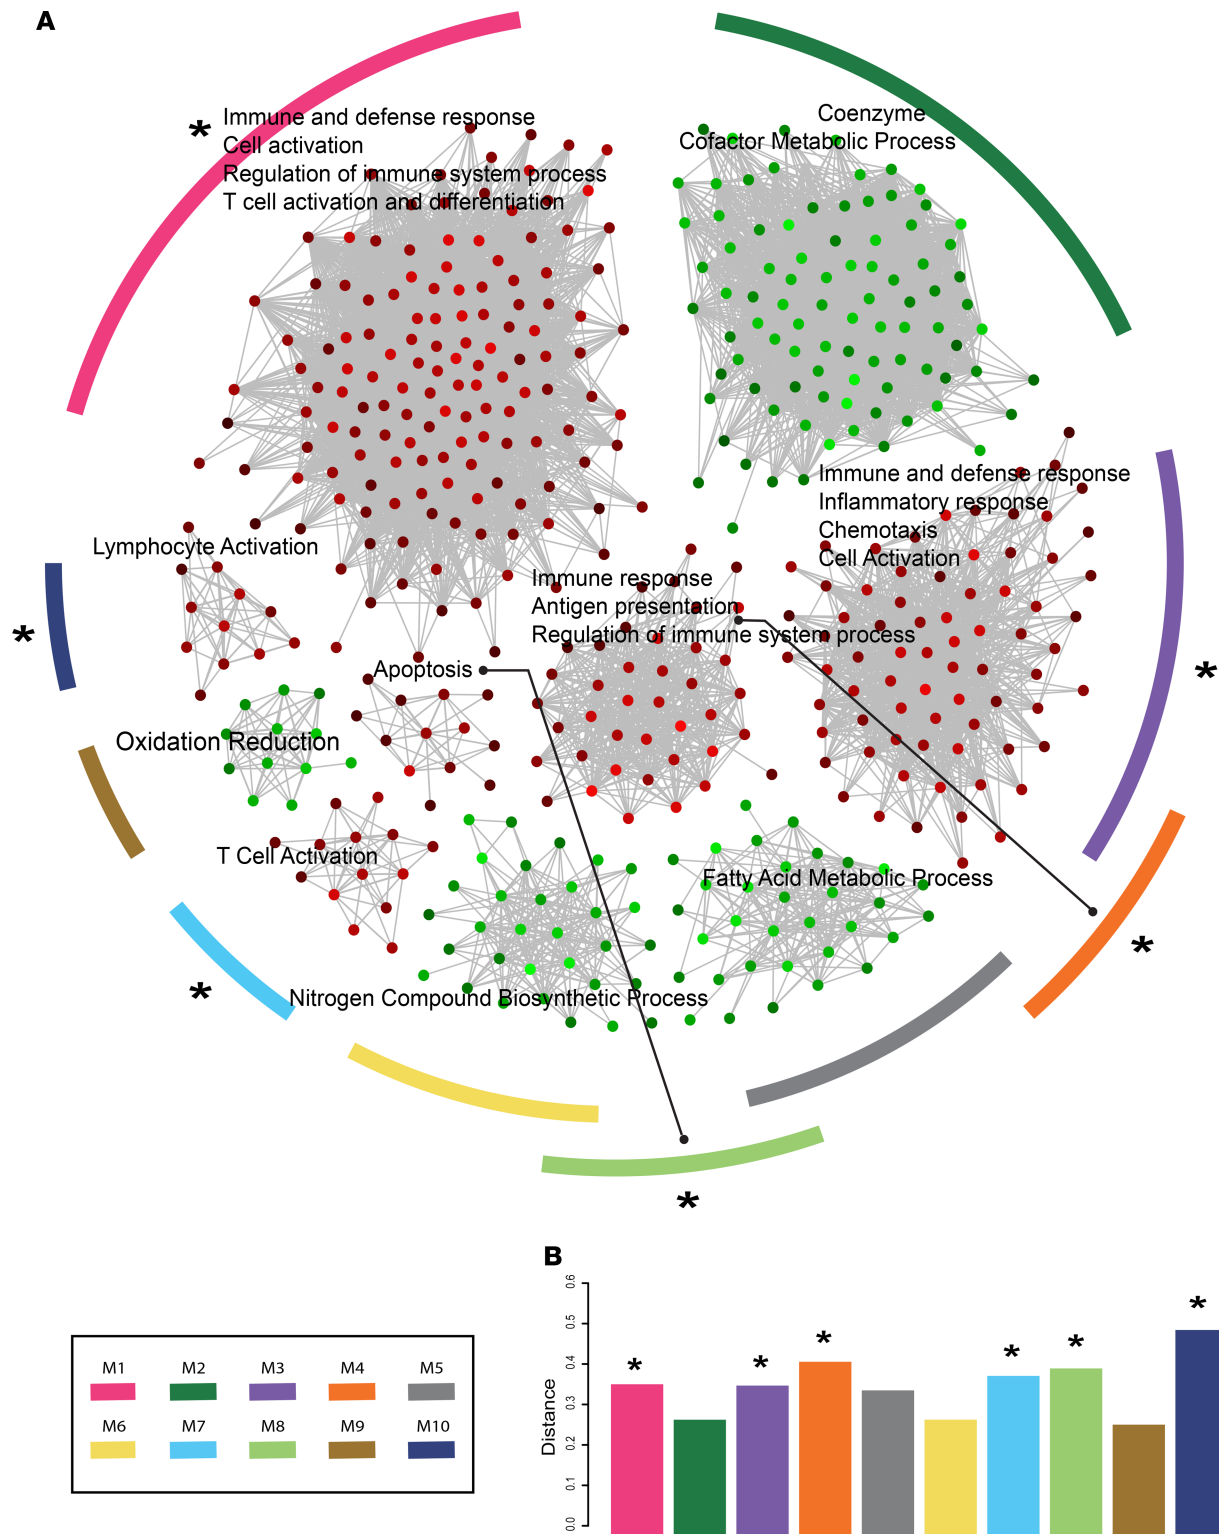 A
*
Immune and defense response
Cell activation
Regulation of immune system process
T cell activation and differentiation
Coenzyme
Cofactor Metabolic Process
Immune and defense response
Inflammatory response
Chemotaxis
Cell Activation
Lymphocyte Activation
Immune response
Antigen presentation
Regulation of immune system process
*
*
Apoptosis
Oxidation Reduction
T Cell Activation
Fatty Acid Metabolic Process
*
*
Nitrogen Compound Biosynthetic Process
*
B
M1 M2 M3 M4 M5
M6 M7 M8 M9 M10
Distance
0.6
0.5
0.4
0.3
0.2
0.1
0.0
* * * * * *